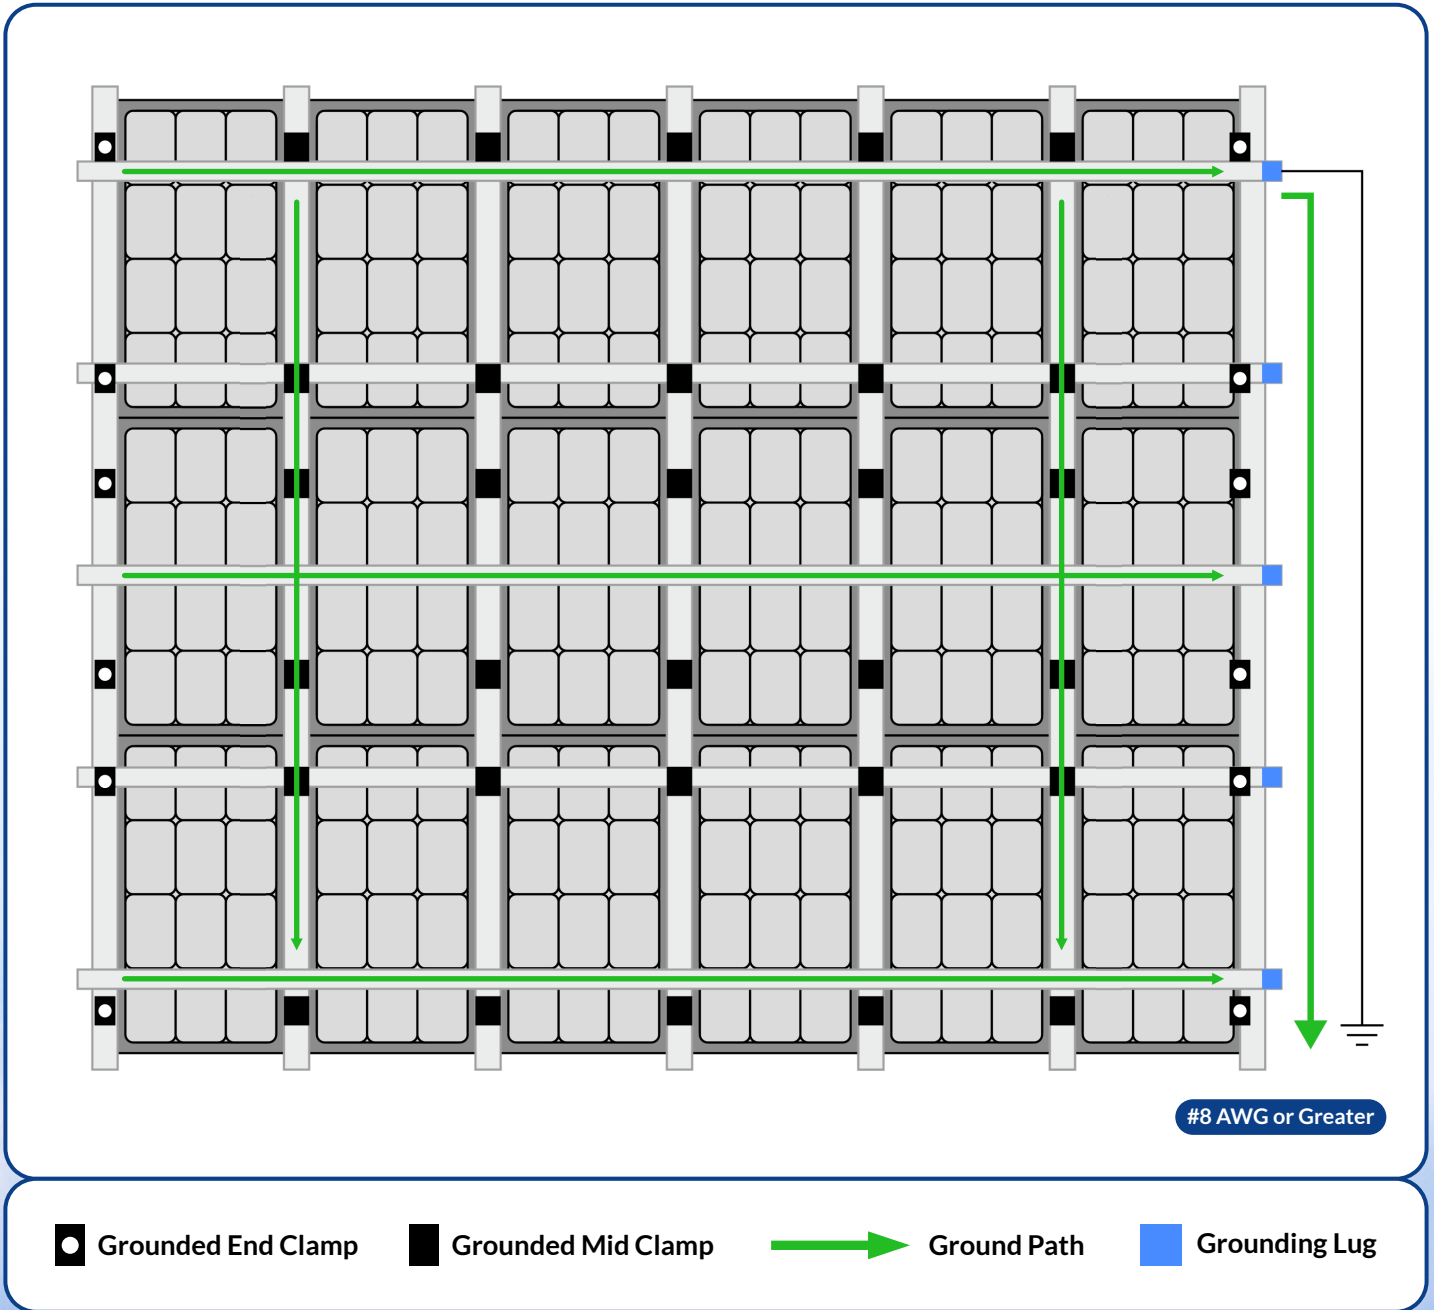 #8 AWG or Greater
Grounded End Clamp
Grounded Mid Clamp
Ground Path
Grounding Lug